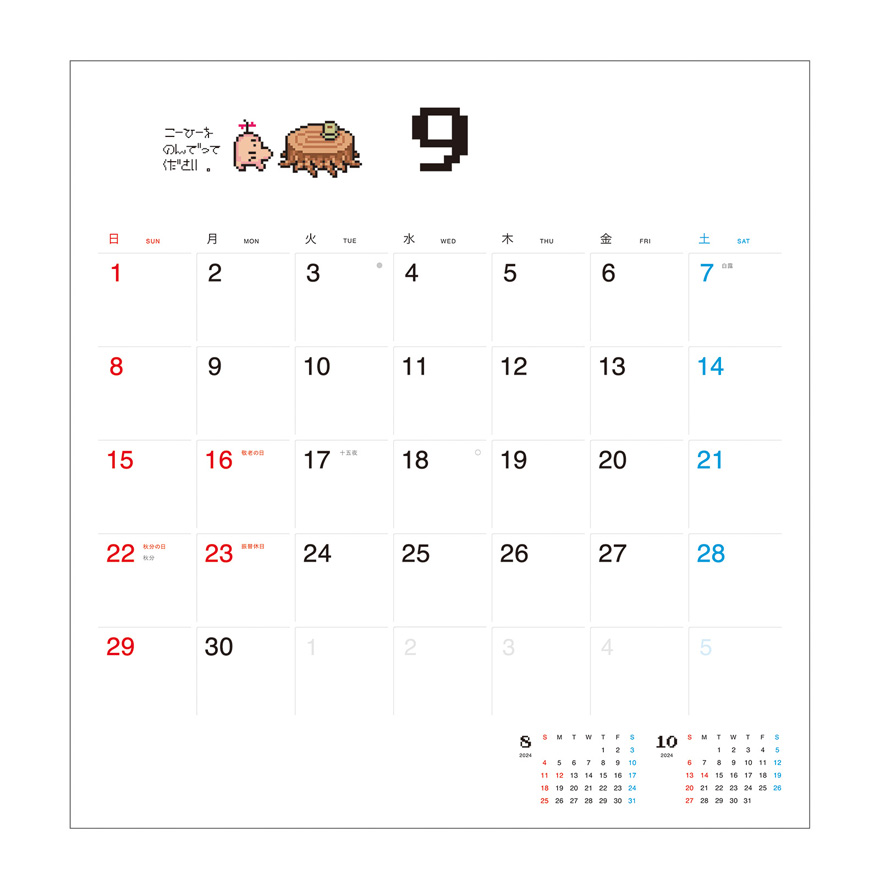 こーひーを
のんでって
ください 。
9
日 SUN 月 MON 火 TUE 水 WED 木 THU 金 FRI 土 SAT
1 2 3 4 5 6 7 白露
8 9 10 11 12 13 14
15 16 敬老の日 17 十五夜 18 19 20 21
22 秋分の日 23 振替休日 24 25 26 27 28
秋分
29 30 1 2 3 4 5
8 2024
S M T W T F S
1 2 3
4 5 6 7 8 9 10
11 12 13 14 15 16 17
18 19 20 21 22 23 24
25 26 27 28 29 30 31
10 2024
S M T W T F S
1 2 3 4 5
6 7 8 9 10 11 12
13 14 15 16 17 18 19
20 21 22 23 24 25 26
27 28 29 30 31